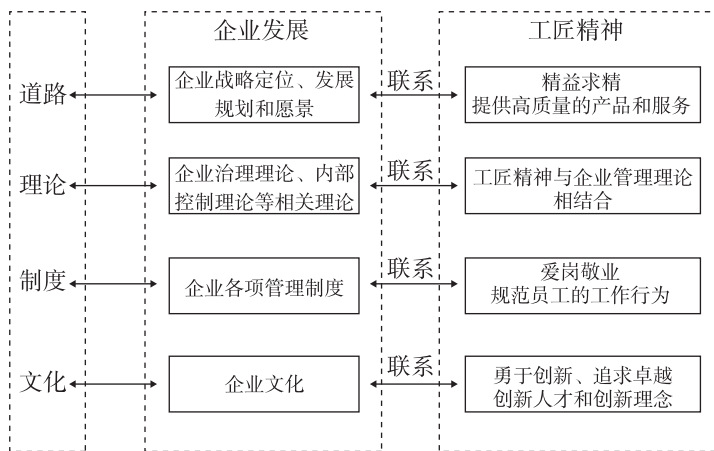 企业发展
工匠精神
道路
企业战略定位、发展
规划和愿景
联系
精益求精
提供高质量的产品和服务
理论
企业治理理论、内部
控制理论等相关理论
联系
工匠精神与企业管理理论
相结合
制度
企业各项管理制度
联系
爱岗敬业
规范员工的工作行为
文化
企业文化
联系
勇于创新、追求卓越
创新人才和创新理念